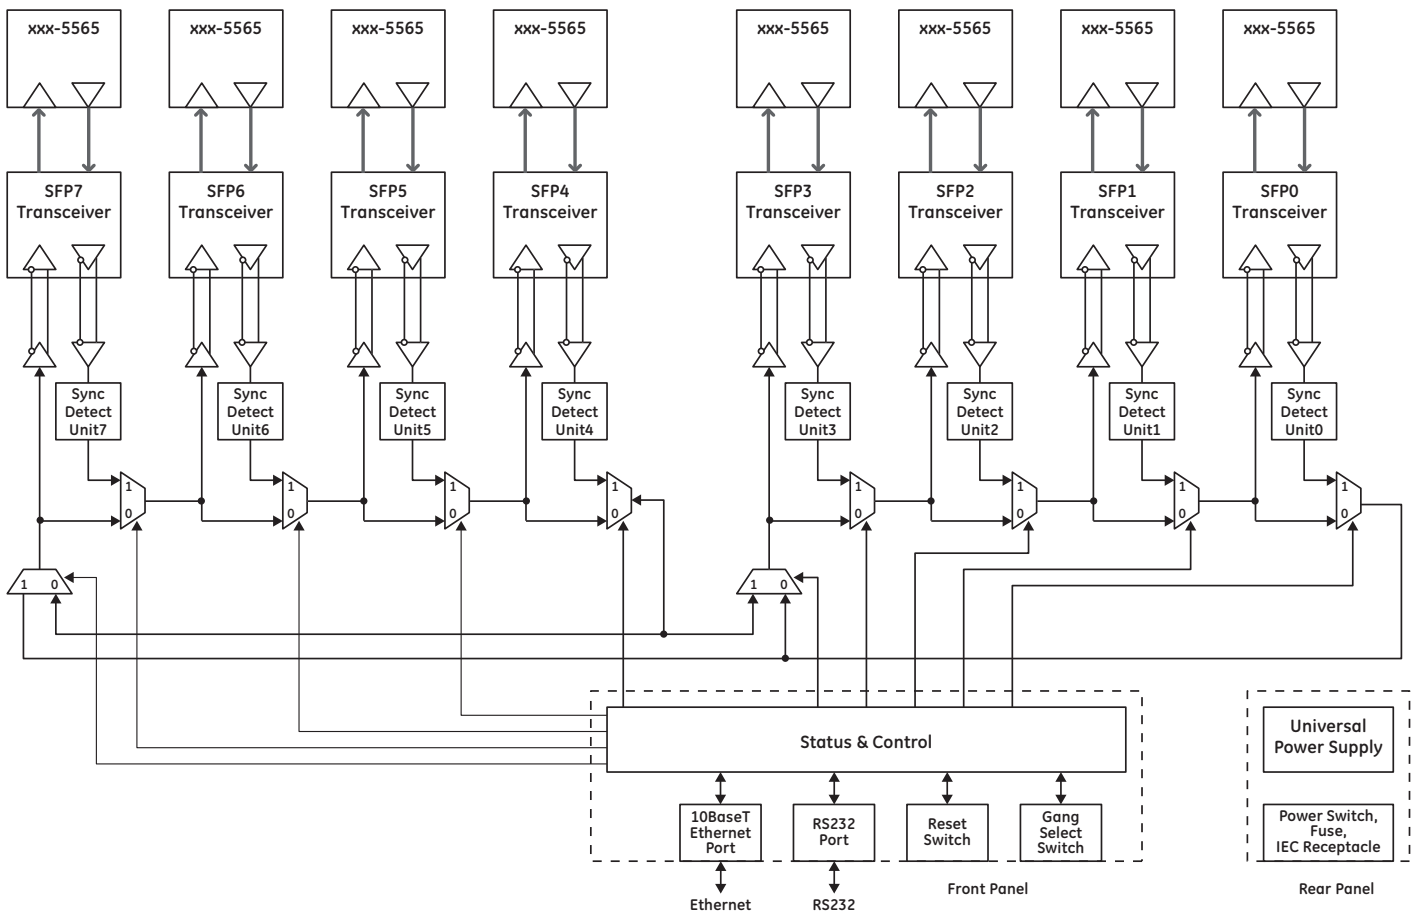 xxx-5565 xxx-5565 xxx-5565 xxx-5565 xxx-5565 xxx-5565 xxx-5565 xxx-5565
SFP7 SFP6 SFP5 SFP4 SFP3 SFP2 SFP1 SFP0
Transceiver Transceiver Transceiver Transceiver Transceiver Transceiver Transceiver Transceiver
Sync Sync Sync Sync Sync Sync Sync Sync
Detect Detect Detect Detect Detect Detect Detect Detect
Unit7 Unit6 Unit5 Unit4 Unit3 Unit2 Unit1 Unit0
1 1 1 1 1 1 1 1
0 0 0 0 0 0 0 0
1 0 1 0
Status & Control
Universal
Power Supply
10BaseT
Ethernet
Port
RS232
Port
Reset
Switch
Gang
Select
Switch
Power Switch,
Fuse,
IEC Receptacle
Front Panel
Rear Panel
Ethernet
RS232